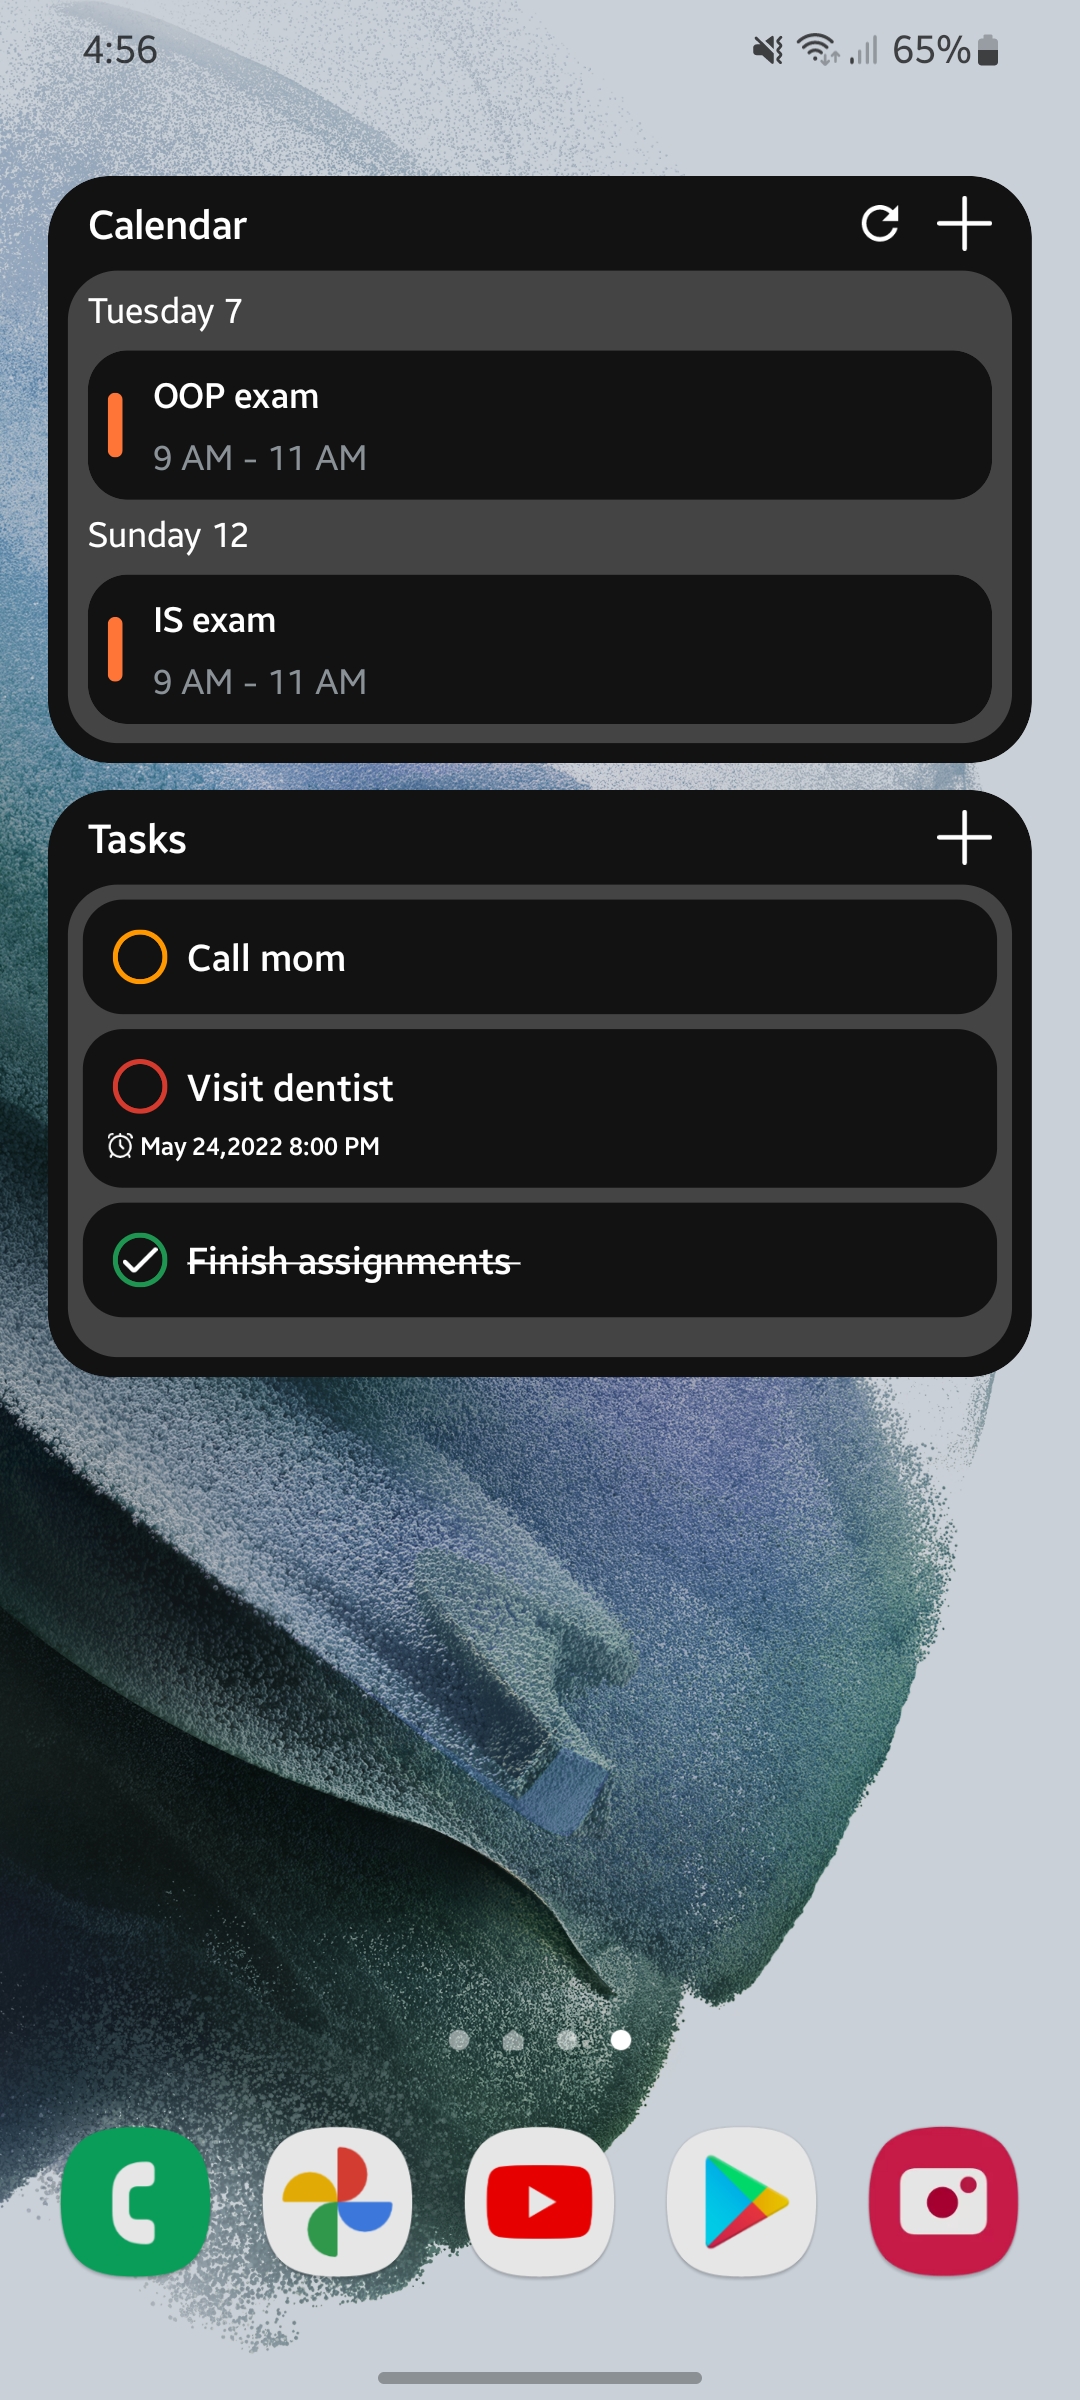 4:56 65%
Calendar
Tuesday 7
OOP exam
9 AM - 11 AM
Sunday 12
IS exam
9 AM - 11 AM
Tasks
Call mom
Visit dentist
May 24,2022 8:00 PM
Finish assignments